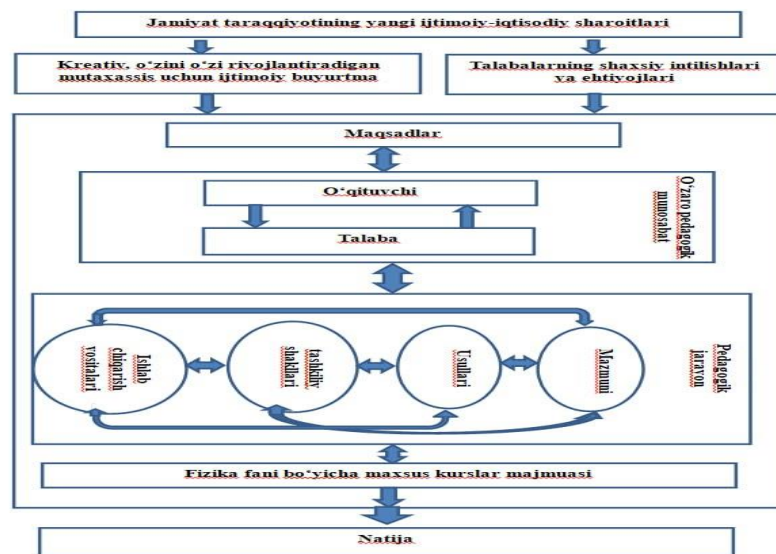 Jamiyat taraqqiyotining yangi ijtimoiy-iqtisodiy sharoitlari
Kreativ, o‘zini o‘zi rivojlantiradigan
mutaxassis uchun ijtimoiy buyurtma
Talabalarning shaxsiy intilishlari
va ehtiyojlari
Maqsadlar
O‘qituvchi
Talaba
O‘zaro pedagogik
munosabat
Ishlab
chiqarish
vositalari
tashkiliy
shakllari
Usullari
Mazmuni
Pedagogik
jarayon
Fizika fani bo‘yicha maxsus kurslar majmuasi
Natija